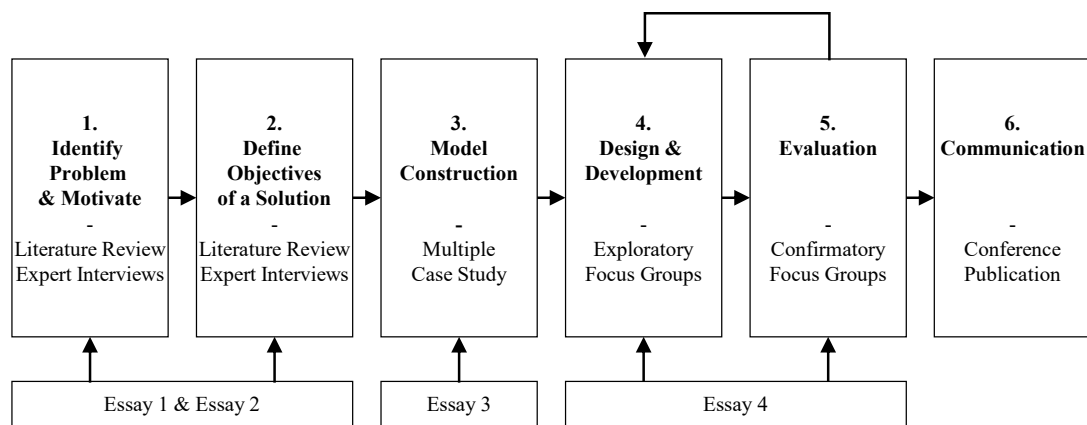 1.
Identify
Problem
& Motivate
-
Literature Review
Expert Interviews
2.
Define
Objectives
of a Solution
-
Literature Review
Expert Interviews
3.
Model
Construction
-
Multiple
Case Study
4.
Design &
Development
-
Exploratory
Focus Groups
5.
Evaluation
-
Confirmatory
Focus Groups
6.
Communication
-
Conference
Publication
Essay 1 & Essay 2
Essay 3
Essay 4